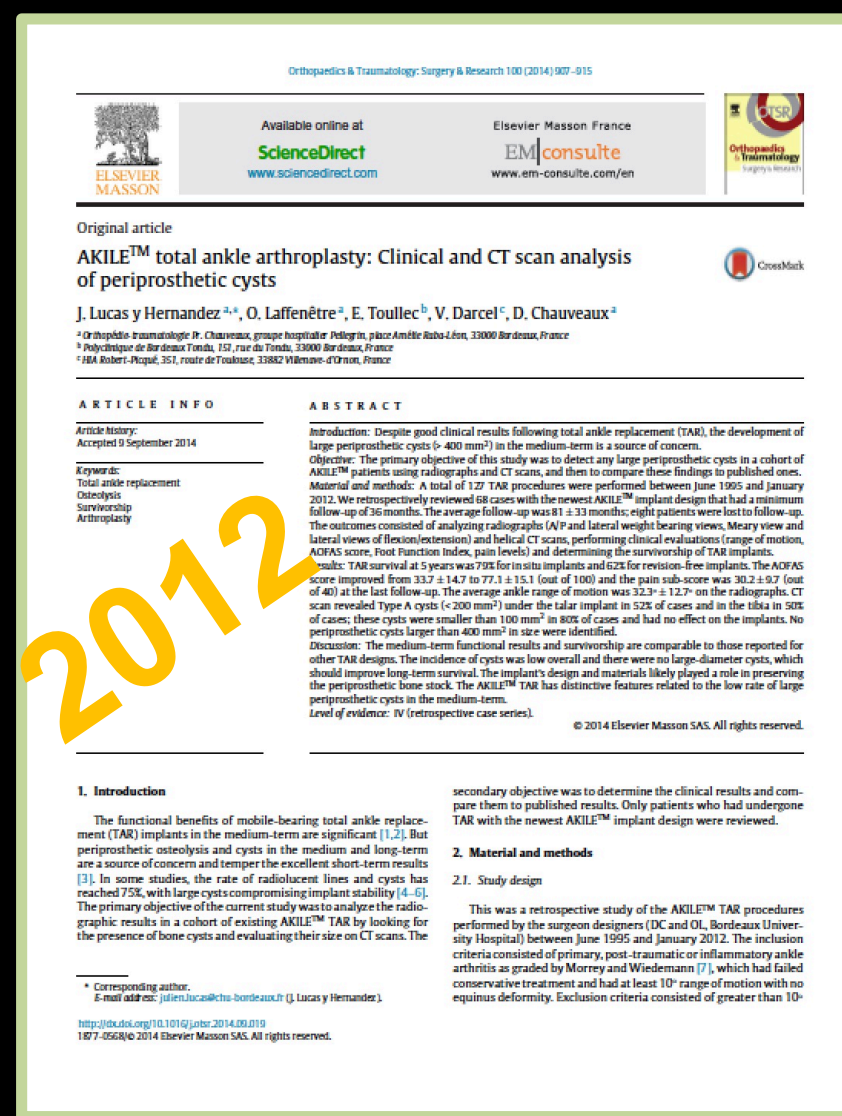 Orthopaedics & Traumatology: Surgery & Research 100 (2014) 907–915
ELSEVIER
MASSON
Available online at
ScienceDirect
www.sciencedirect.com
Elsevier Masson France
EM consulte
www.em-consulte.com/en
OTSR
Orthopaedics
& Traumatology
Surgery & Research
Original article
AKILE™ total ankle arthroplasty: Clinical and CT scan analysis
of periprosthetic cysts
CrossMark
J. Lucas y Hernandez a,*, O. Laffenêtre a, E. Toullec b, V. Darcel c, D. Chauveaux a
a Orthopédie-traumatologie Pr. Chauveaux, groupe hospitalier Pellegrin, place Amélie Raba-Léon, 33000 Bordeaux, France
b Polyclinique de Bordeaux Tondu, 151, rue du Tondu, 33000 Bordeaux, France
c HIA Robert-Picqué, 351, route de Toulouse, 33882 Villenave-d'Ornon, France
ARTICLE INFO
Article history:
Accepted 9 September 2014
Keywords:
Total ankle replacement
Osteolysis
Survivorship
Arthroplasty
2012
ABSTRACT
Introduction: Despite good clinical results following total ankle replacement (TAR), the development of
large periprosthetic cysts (> 400 mm²) in the medium-term is a source of concern.
Objective: The primary objective of this study was to detect any large periprosthetic cysts in a cohort of
AKILE™ patients using radiographs and CT scans, and then to compare these findings to published ones.
Material and methods: A total of 127 TAR procedures were performed between June 1995 and January
2012. We retrospectively reviewed 68 cases with the newest AKILE™ implant design that had a minimum
follow-up of 36 months. The average follow-up was 81 ± 33 months; eight patients were lost to follow-up.
The outcomes consisted of analyzing radiographs (A/P and lateral weight bearing views, Meary view and
lateral views of flexion/extension) and helical CT scans, performing clinical evaluations (range of motion,
AOFAS score, Foot Function Index, pain levels) and determining the survivorship of TAR implants.
sults: TAR survival at 5 years was 79% for in situ implants and 62% for revision-free implants. The AOFAS
score improved from 33.7 ± 14.7 to 77.1 ± 15.1 (out of 100) and the pain sub-score was 30.2 ± 9.7 (out
of 40) at the last follow-up. The average ankle range of motion was 32.3° ± 12.7° on the radiographs. CT
scan revealed Type A cysts (< 200 mm²) under the talar implant in 52% of cases and in the tibia in 50%
of cases; these cysts were smaller than 100 mm² in 80% of cases and had no effect on the implants. No
periprosthetic cysts larger than 400 mm² in size were identified.
Discussion: The medium-term functional results and survivorship are comparable to those reported for
other TAR designs. The incidence of cysts was low overall and there were no large-diameter cysts, which
should improve long-term survival. The implant's design and materials likely played a role in preserving
the periprosthetic bone stock. The AKILE™ TAR has distinctive features related to the low rate of large
periprosthetic cysts in the medium-term.
Level of evidence: IV (retrospective case series).
© 2014 Elsevier Masson SAS. All rights reserved.
1. Introduction
The functional benefits of mobile-bearing total ankle replace-
ment (TAR) implants in the medium-term are significant [1,2]. But
periprosthetic osteolysis and cysts in the medium and long-term
are a source of concern and temper the excellent short-term results
[3]. In some studies, the rate of radiolucent lines and cysts has
reached 75%, with large cysts compromising implant stability [4–6].
The primary objective of the current study was to analyze the radio-
graphic results in a cohort of existing AKILE™ TAR by looking for
the presence of bone cysts and evaluating their size on CT scans. The
* Corresponding author.
E-mail address: julien.lucas@chu-bordeaux.fr (J. Lucas y Hernandez).
http://dx.doi.org/10.1016/j.otsr.2014.09.019
1877-0568/© 2014 Elsevier Masson SAS. All rights reserved.
secondary objective was to determine the clinical results and com-
pare them to published results. Only patients who had undergone
TAR with the newest AKILE™ implant design were reviewed.
2. Material and methods
2.1. Study design
This was a retrospective study of the AKILE™ TAR procedures
performed by the surgeon designers (DC and OL, Bordeaux Univer-
sity Hospital) between June 1995 and January 2012. The inclusion
criteria consisted of primary, post-traumatic or inflammatory ankle
arthritis as graded by Morrey and Wiedemann [7], which had failed
conservative treatment and had at least 10° range of motion with no
equinus deformity. Exclusion criteria consisted of greater than 10°